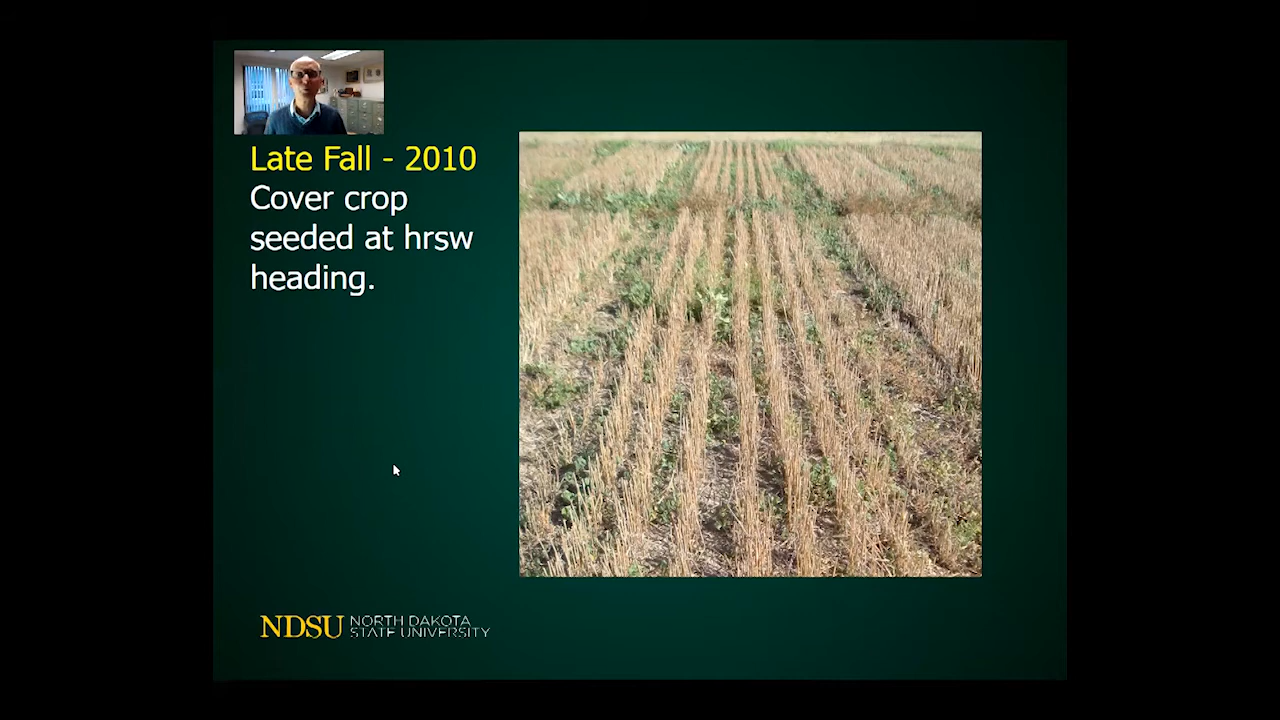 Late Fall - 2010
Cover crop
seeded at hrsw
heading.
NDSU NORTH DAKOTA
STATE UNIVERSITY